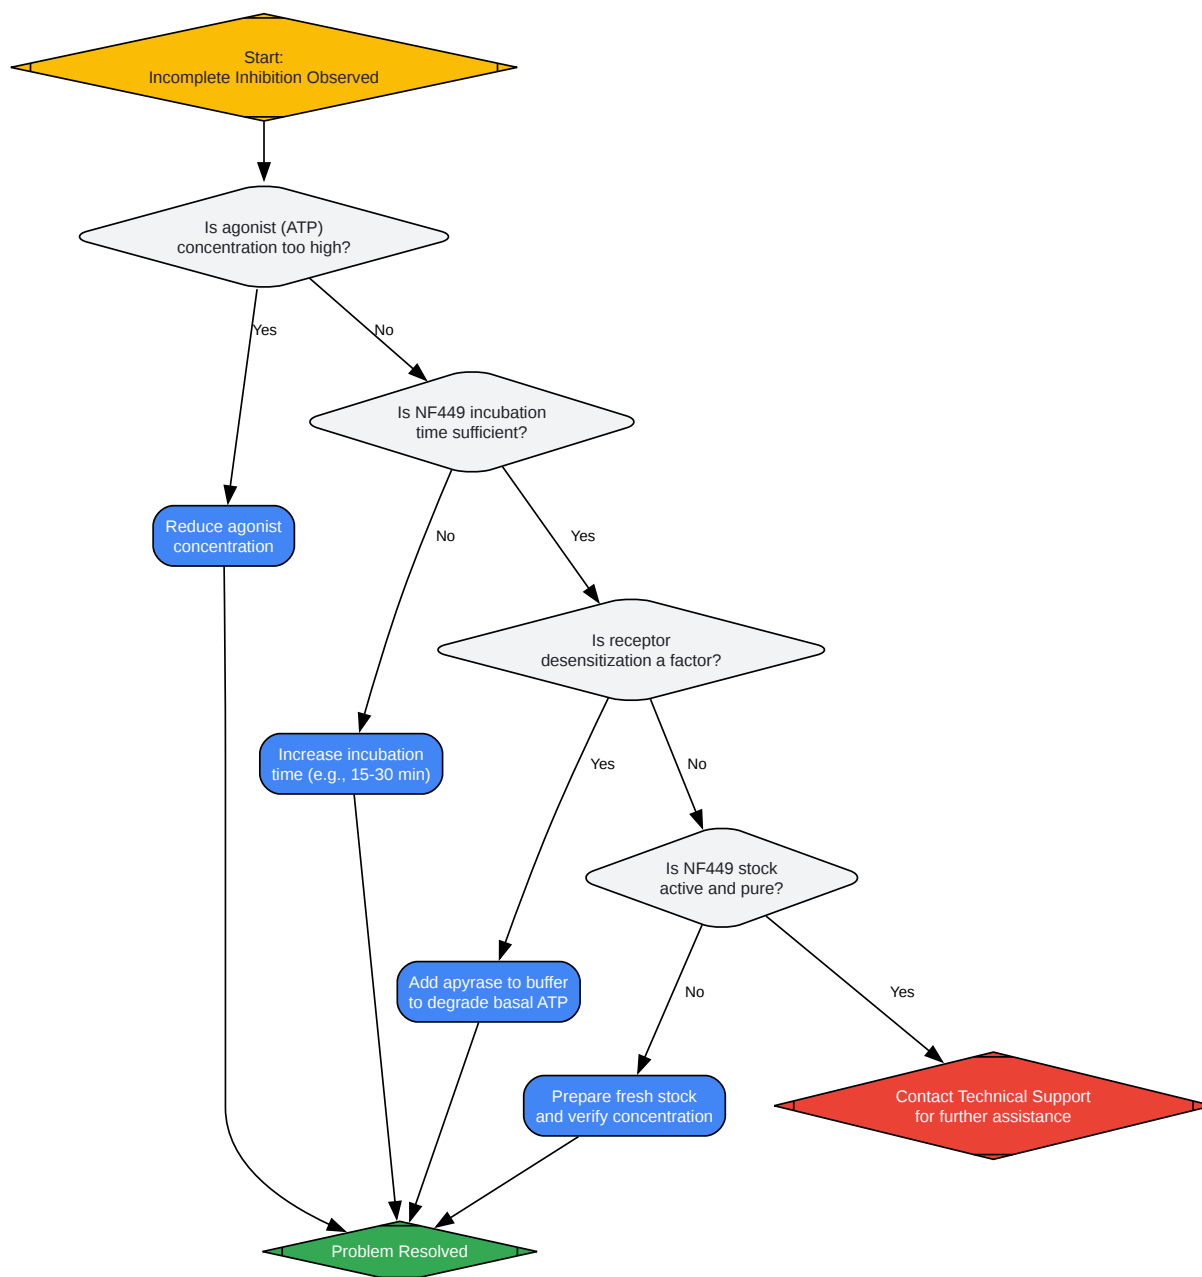 Start:
Incomplete Inhibition Observed
Is agonist (ATP)
concentration too high?
Yes
No
Is NF449 incubation
time sufficient?
Reduce agonist
concentration
No
Yes
Is receptor
desensitization a factor?
Increase incubation
time (e.g., 15-30 min)
Yes
No
Is NF449 stock
active and pure?
Add apyrase to buffer
to degrade basal ATP
No
Yes
Prepare fresh stock
and verify concentration
Contact Technical Support
for further assistance
Problem Resolved